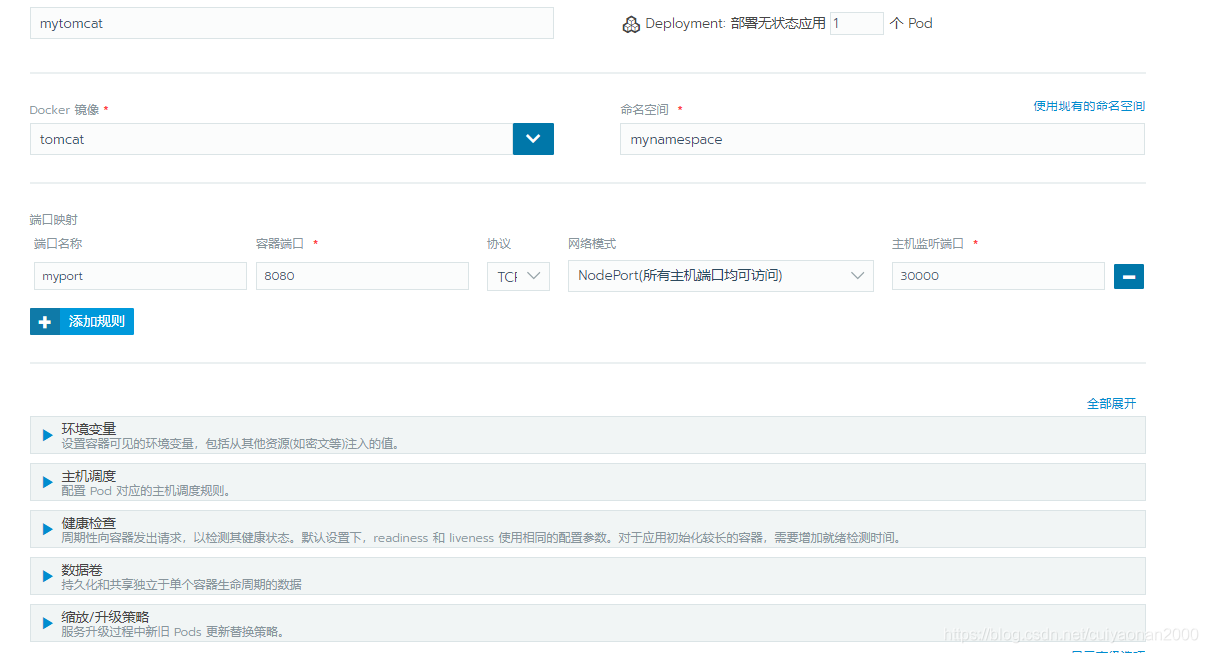 mytomcat
Deployment: 部署无状态应用 1 个 Pod
Docker 镜像 *
命名空间 *
使用现有的命名空间
tomcat
mynamespace
端口映射
端口名称 容器端口 * 协议 网络模式 主机监听端口 *
myport 8080 TCP NodePort(所有主机端口均可访问) 30000
添加规则
全部展开
环境变量
设置容器可见的环境变量，包括从其他资源(如密文等)注入的值。
主机调度
配置 Pod 对应的主机调度规则。
健康检查
周期性向容器发出请求，以检测其健康状态。默认设置下，readiness 和 liveness 使用相同的配置参数。对于应用初始化较长的容器，需要增加就绪检测时间。
数据卷
持久化和共享独立于单个容器生命周期的数据
缩放/升级策略
服务升级过程中新旧 Pods 更新替换策略。
https://blog.csdn.net/cuiyaonan2000